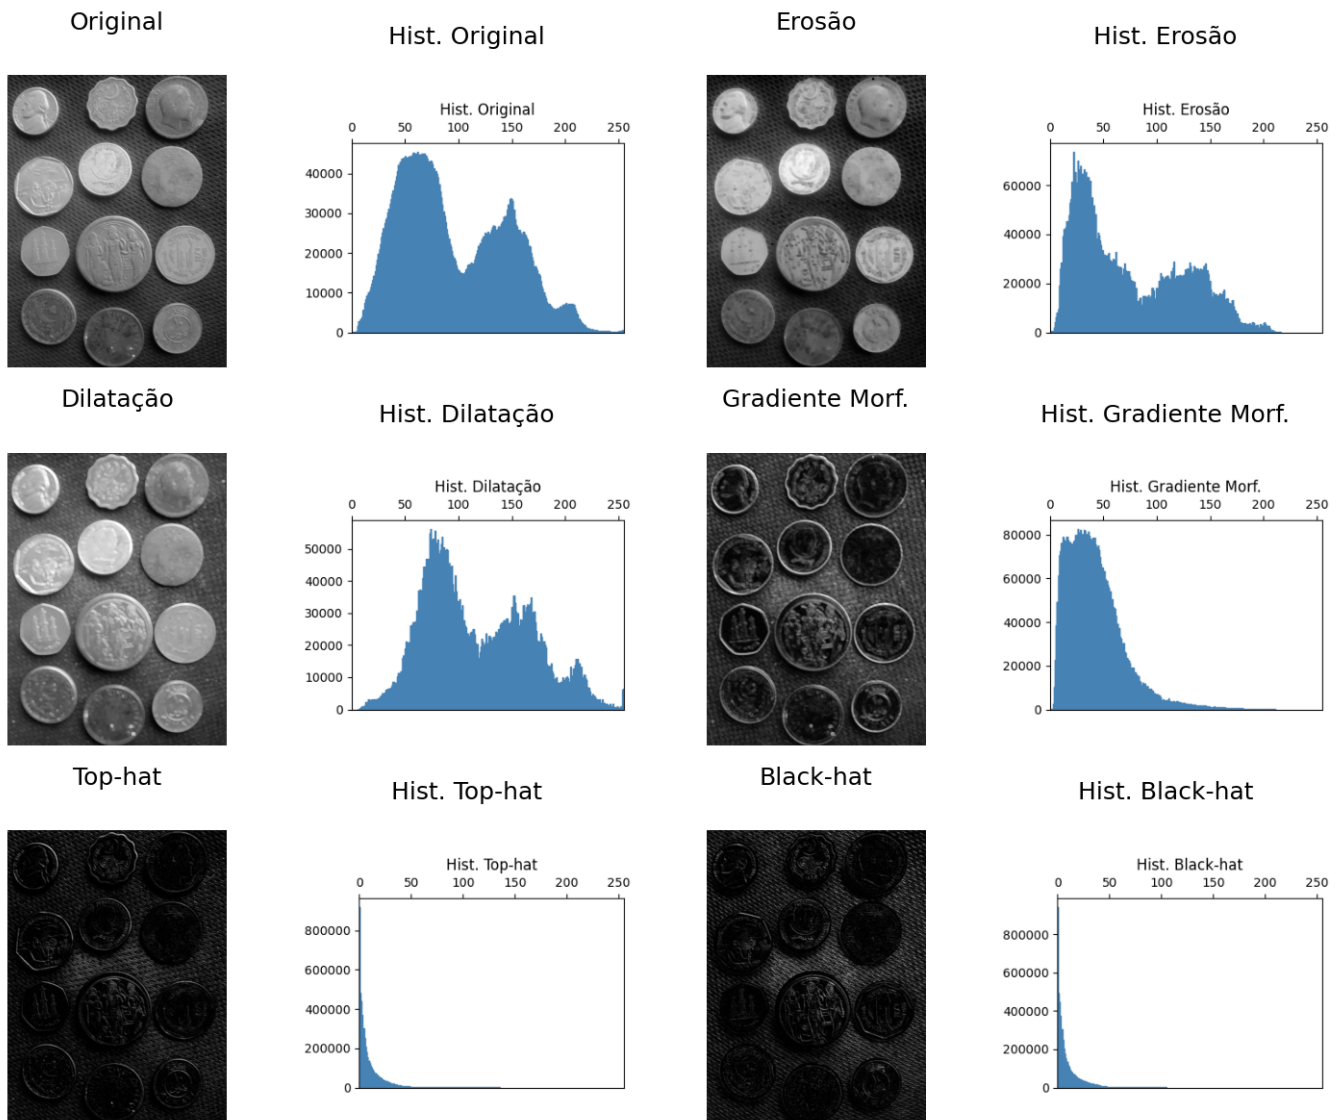 Original
Hist. Original
Erosão
Hist. Erosão
Hist. Original
0 50 100 150 200 250
40000
30000
20000
10000
0
Hist. Erosão
0 50 100 150 200 250
60000
40000
20000
0
Dilatação
Hist. Dilatação
Gradiente Morf.
Hist. Gradiente Morf.
Hist. Dilatação
0 50 100 150 200 250
50000
40000
30000
20000
10000
0
Hist. Gradiente Morf.
0 50 100 150 200 250
80000
60000
40000
20000
0
Top-hat
Hist. Top-hat
Black-hat
Hist. Black-hat
Hist. Top-hat
0 50 100 150 200 250
800000
600000
400000
200000
0
Hist. Black-hat
0 50 100 150 200 250
800000
600000
400000
200000
0